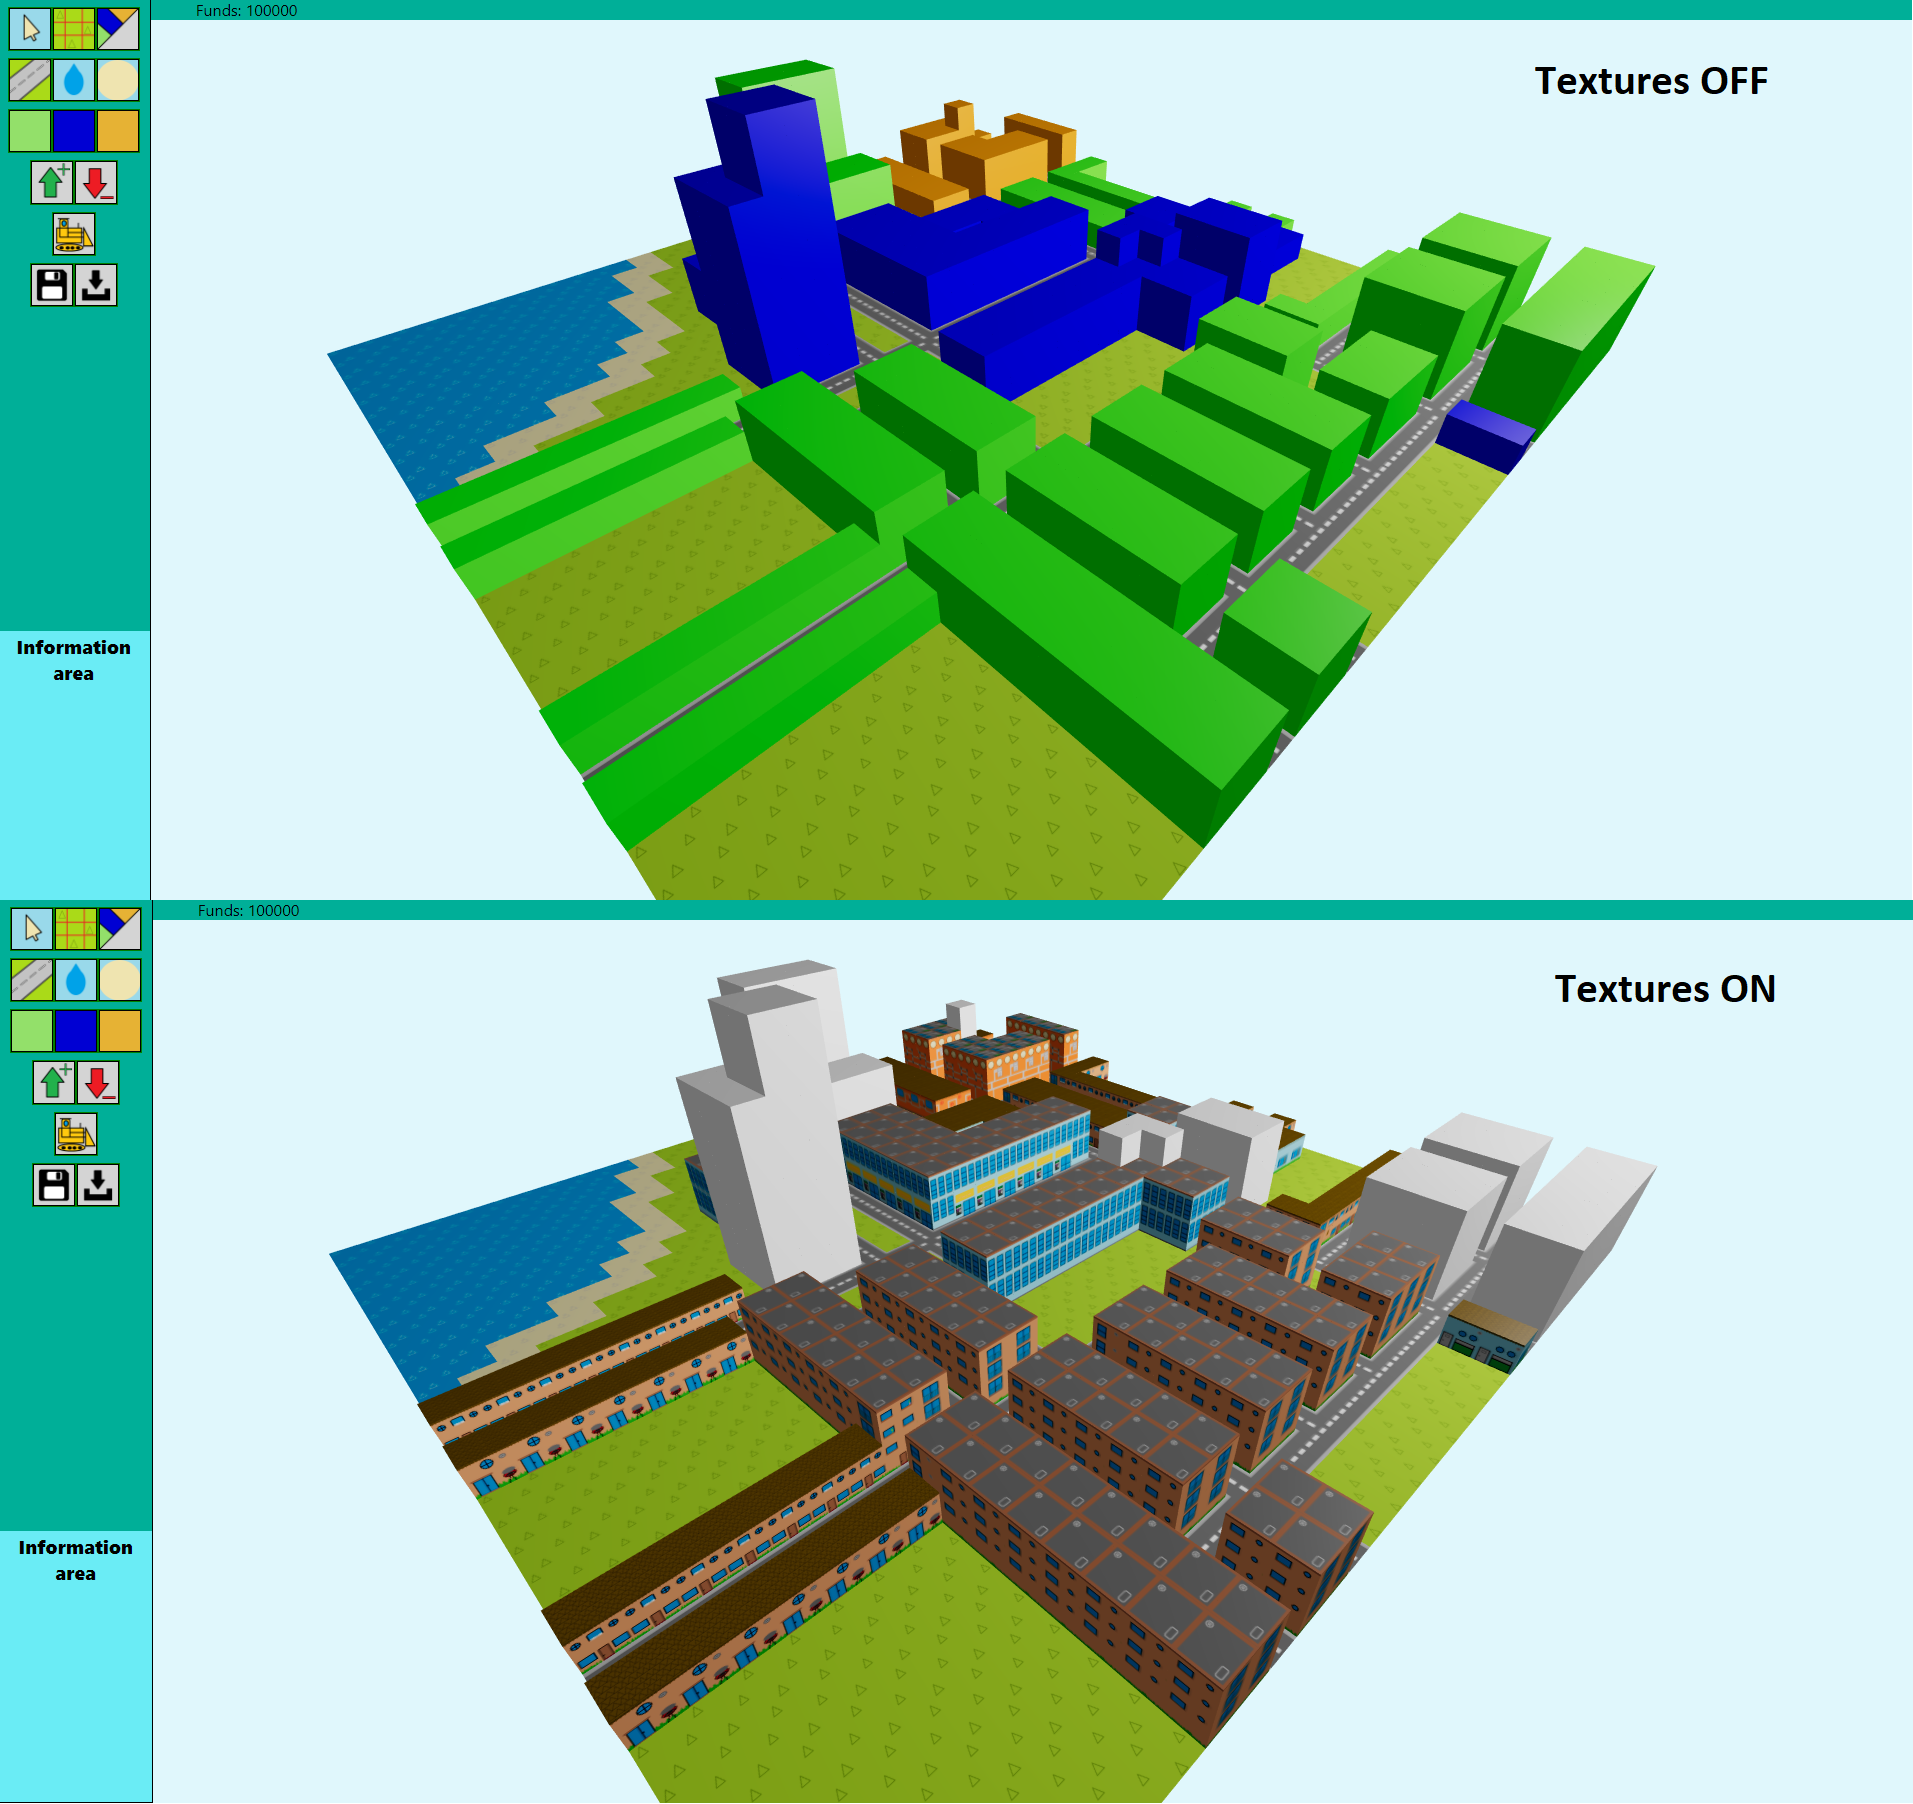 Funds: 100000
Textures OFF
Information
area
Funds: 100000
Textures ON
Information
area